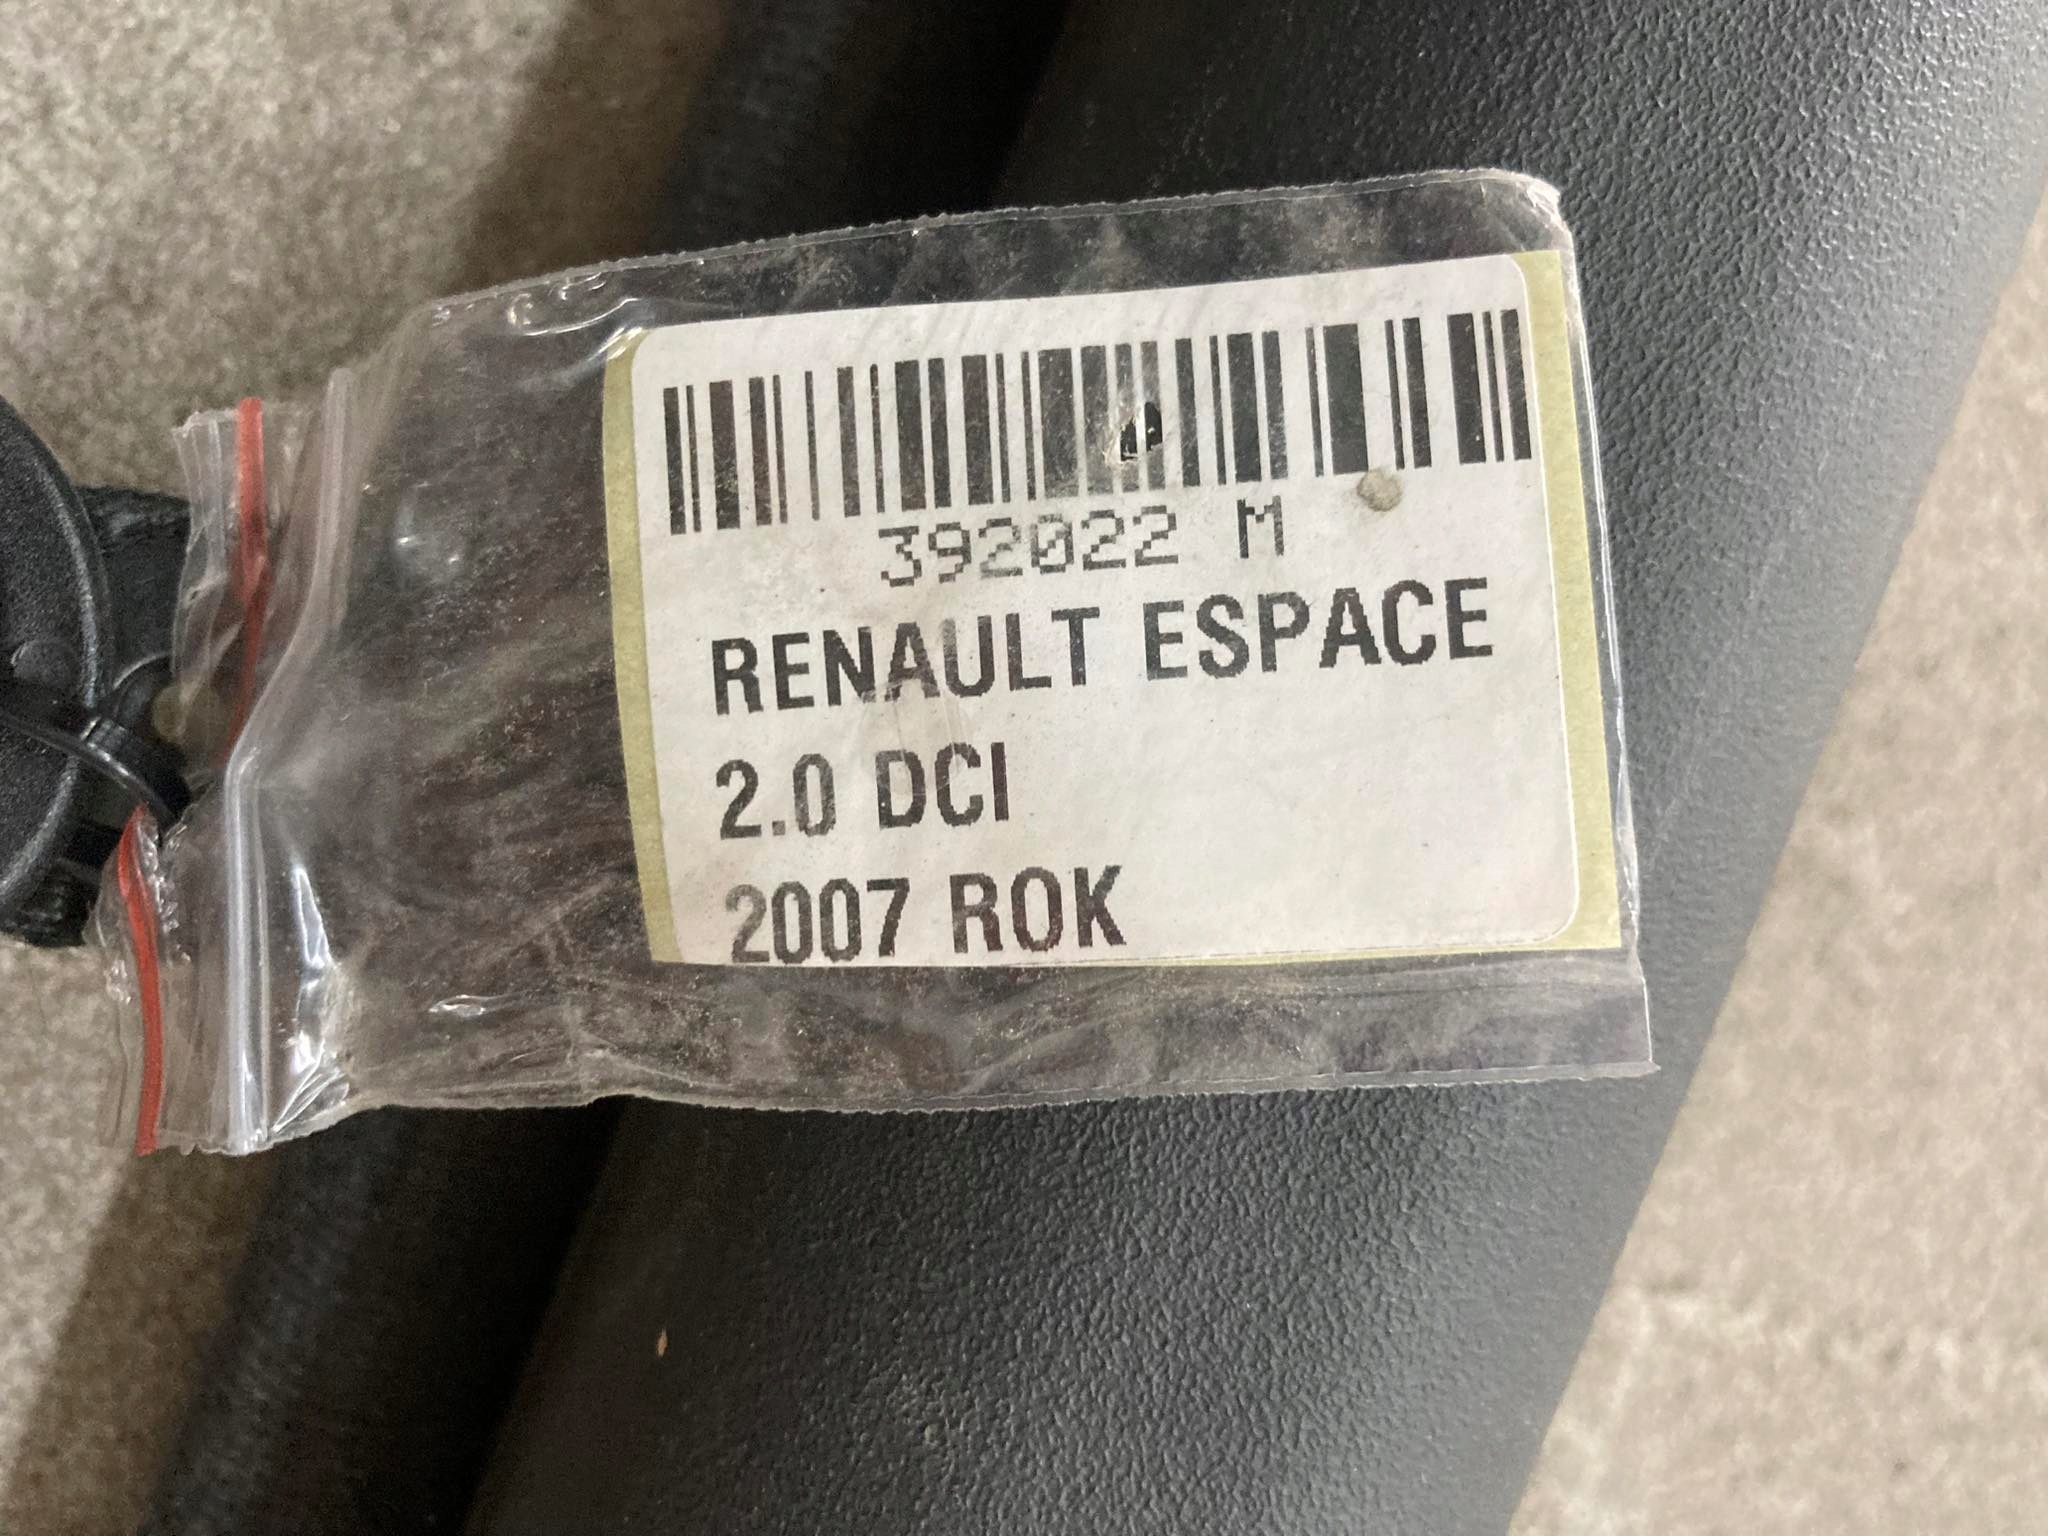 392022 M
RENAULT ESPACE
2.0 DCI
2007 ROK